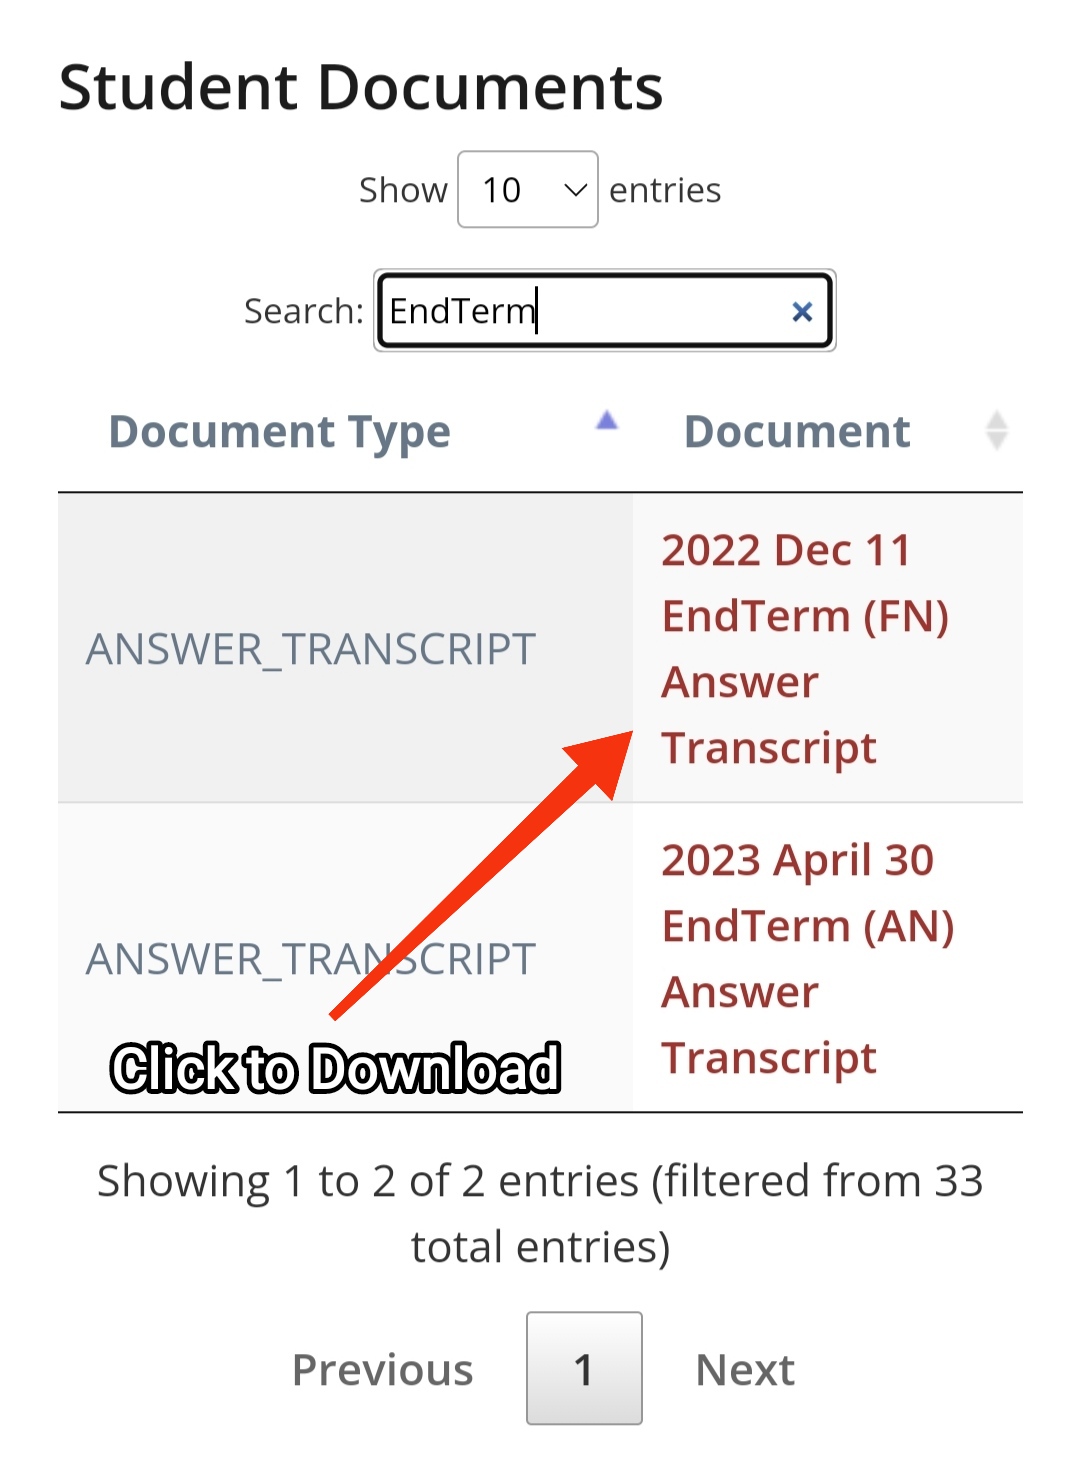 Student Documents
Show 10 entries
Search: EndTerm ×
Document Type Document
ANSWER_TRANSCRIPT
2022 Dec 11
EndTerm (FN)
Answer
Transcript
ANSWER_TRANSCRIPT
2023 April 30
EndTerm (AN)
Answer
Transcript
Click to Download
Showing 1 to 2 of 2 entries (filtered from 33
total entries)
Previous 1 Next